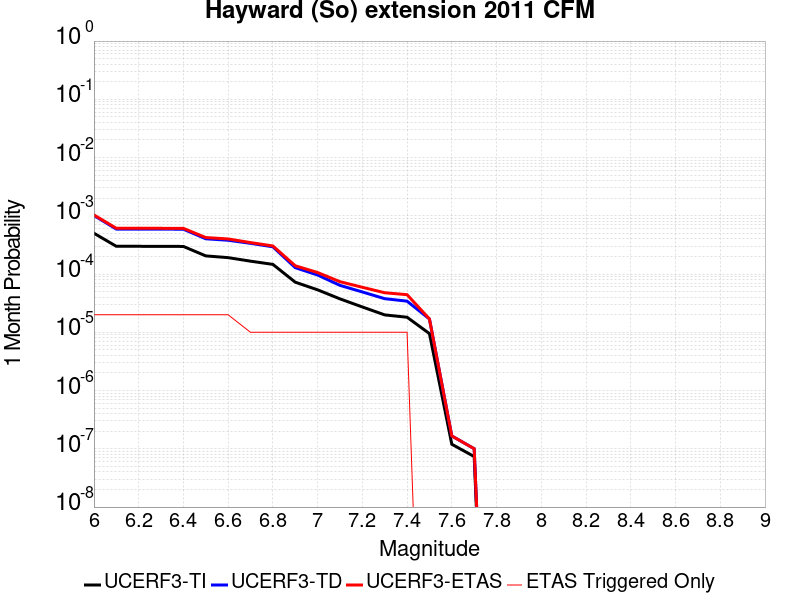 Hayward (So) extension 2011 CFM
10^0
10^-1
10^-2
10^-3
10^-4
10^-5
10^-6
10^-7
10^-8
1 Month Probability
6 6.2 6.4 6.6 6.8 7 7.2 7.4 7.6 7.8 8 8.2 8.4 8.6 8.8 9
Magnitude
UCERF3-TI UCERF3-TD UCERF3-ETAS ETAS Triggered Only